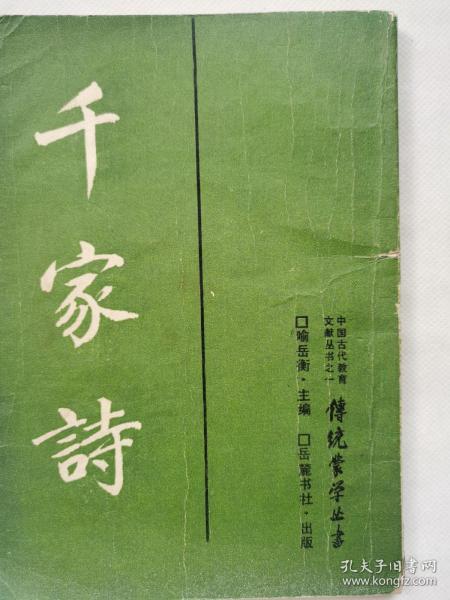 千家詩
中国古代教育
文献丛书之一
傳統蒙学丛書
□喻岳衡·主编 □岳麓书社·出版
孔夫子旧书网
www.kongfz.com